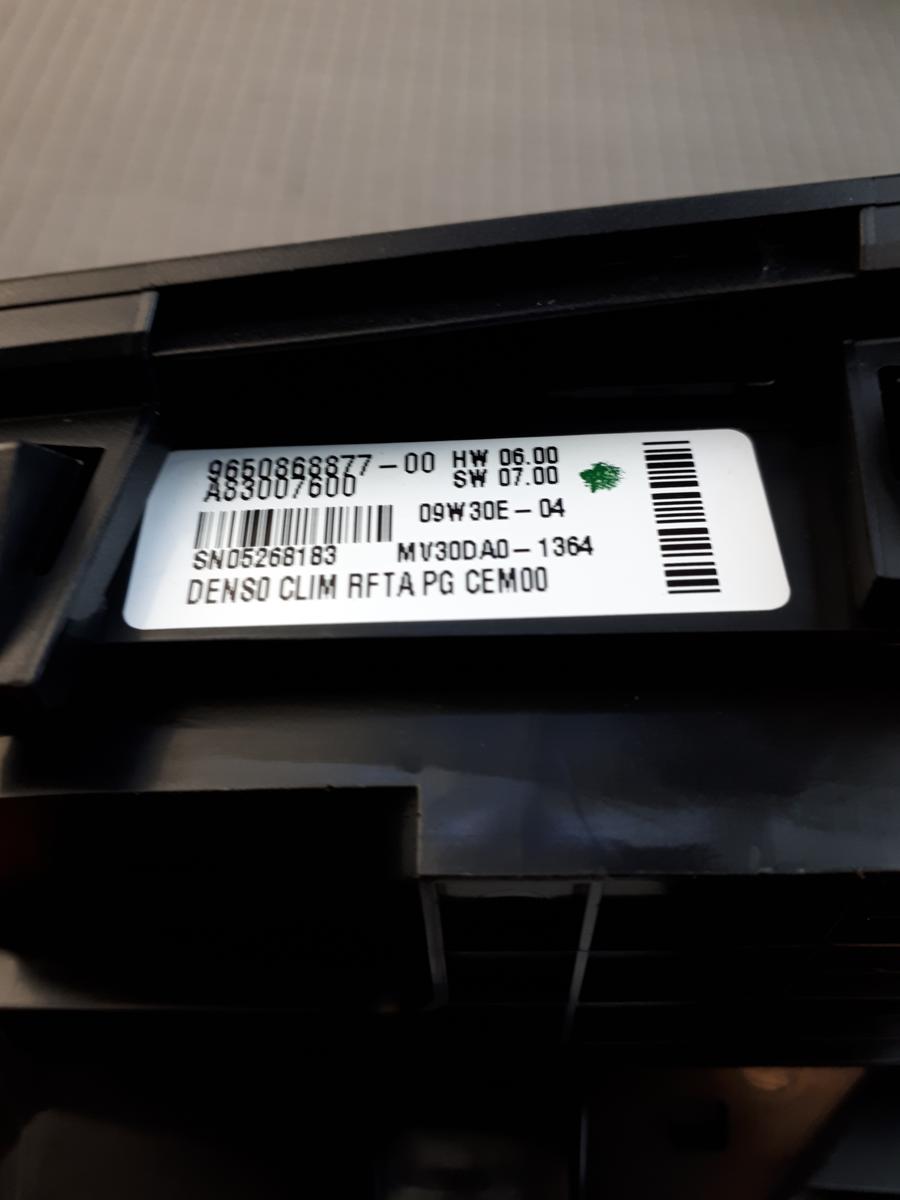 9650868877-00 HW 06.00
A83007600 SW 07.00
09W30E-04
SN05268183 MV30DA0-1364
DENSO CLIM RFTA PG CEM00